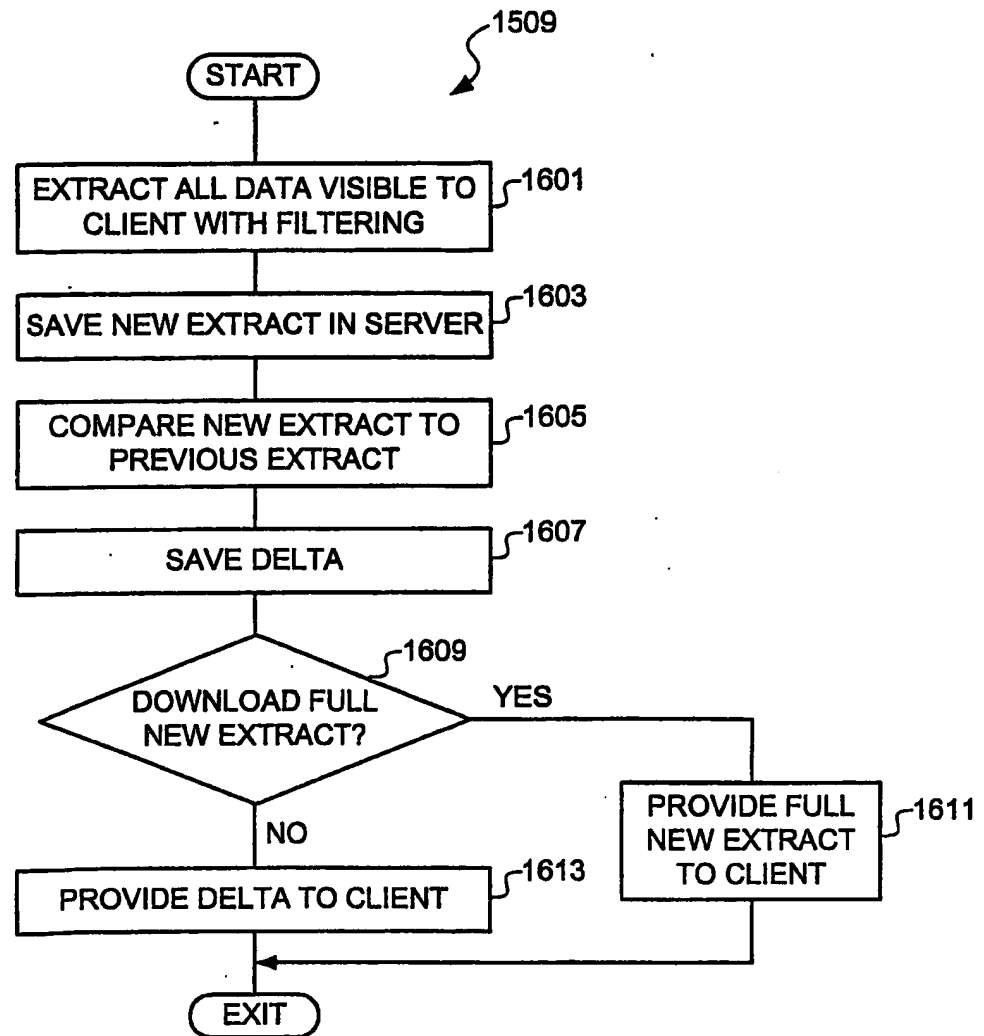 1509
START
EXTRACT ALL DATA VISIBLE TO
CLIENT WITH FILTERING
1601
SAVE NEW EXTRACT IN SERVER
1603
COMPARE NEW EXTRACT TO
PREVIOUS EXTRACT
1605
SAVE DELTA
1607
1609
DOWNLOAD FULL
NEW EXTRACT?
YES
NO
PROVIDE FULL
NEW EXTRACT
TO CLIENT
1611
PROVIDE DELTA TO CLIENT
1613
EXIT